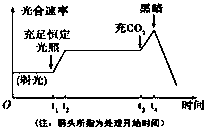 光合速率
黑暗
充足恒定
光照
充CO₂
(弱光)
O t₁ t₂ t₃ t₄ 时间
(注：箭头所指为处理开始时间)